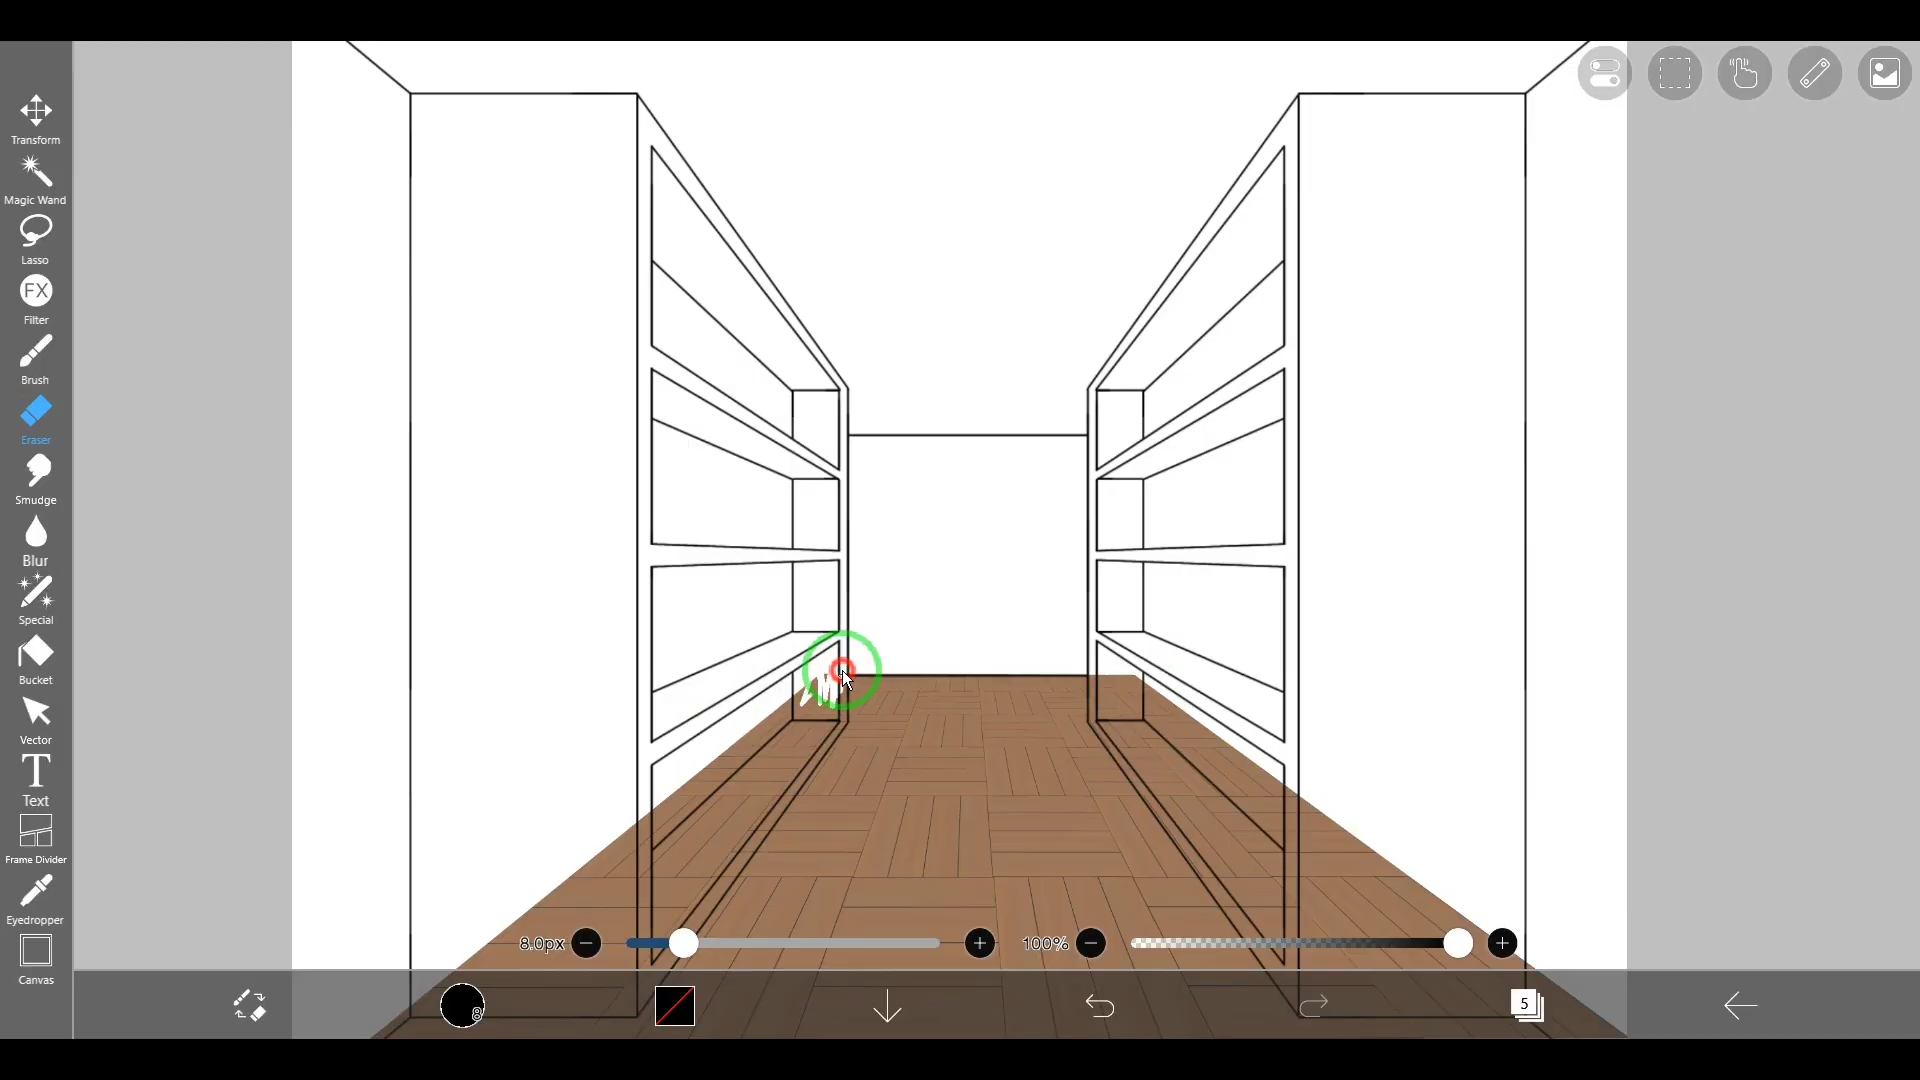 Transform
Magic Wand
Lasso
FX
Filter
Brush
Eraser
Smudge
Blur
Special
Bucket
Vector
T
Text
Frame Divider
Eyedropper
Canvas
8.0px
100%
8
5